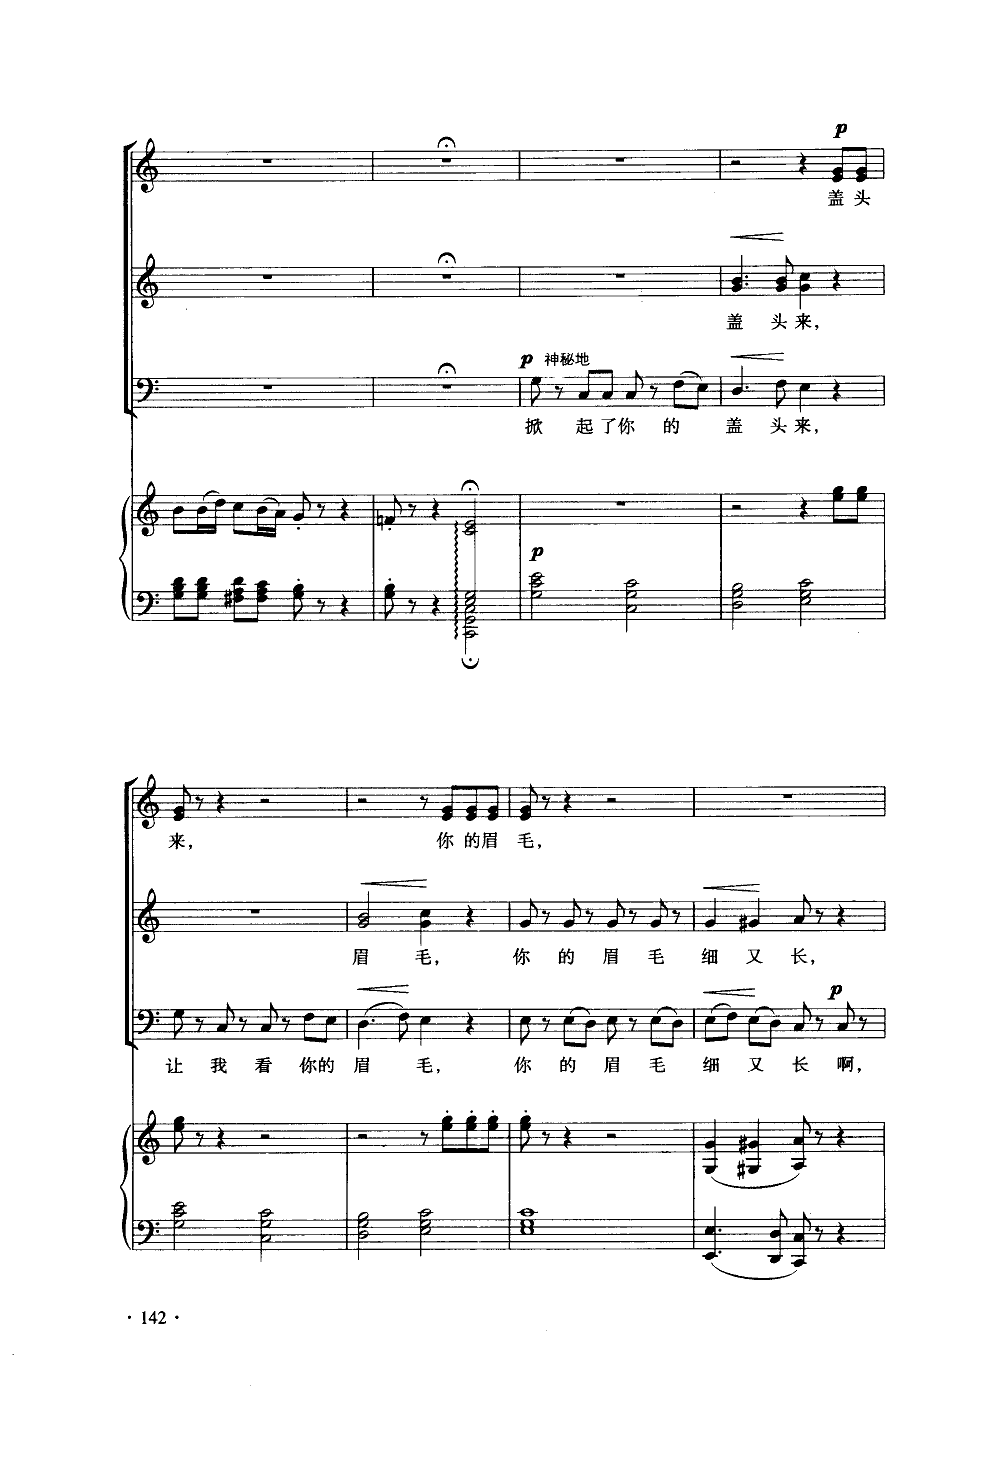 p
盖 头
盖 头 来,
p 神秘地
掀 起 了 你 的 盖 头 来,
p
来, 你 的 眉 毛,
眉 毛, 你 的 眉 毛 细 又 长,
p
让 我 看 你 的 眉 毛, 你 的 眉 毛 细 又 长 啊,
· 142 ·